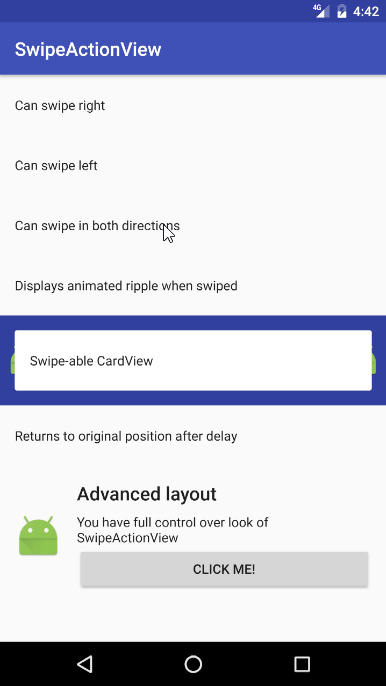 4G 4:42
SwipeActionView
Can swipe right
Can swipe left
Can swipe in both directions
Displays animated ripple when swiped
Swipe-able CardView
Returns to original position after delay
Advanced layout
You have full control over look of
SwipeActionView
CLICK ME!